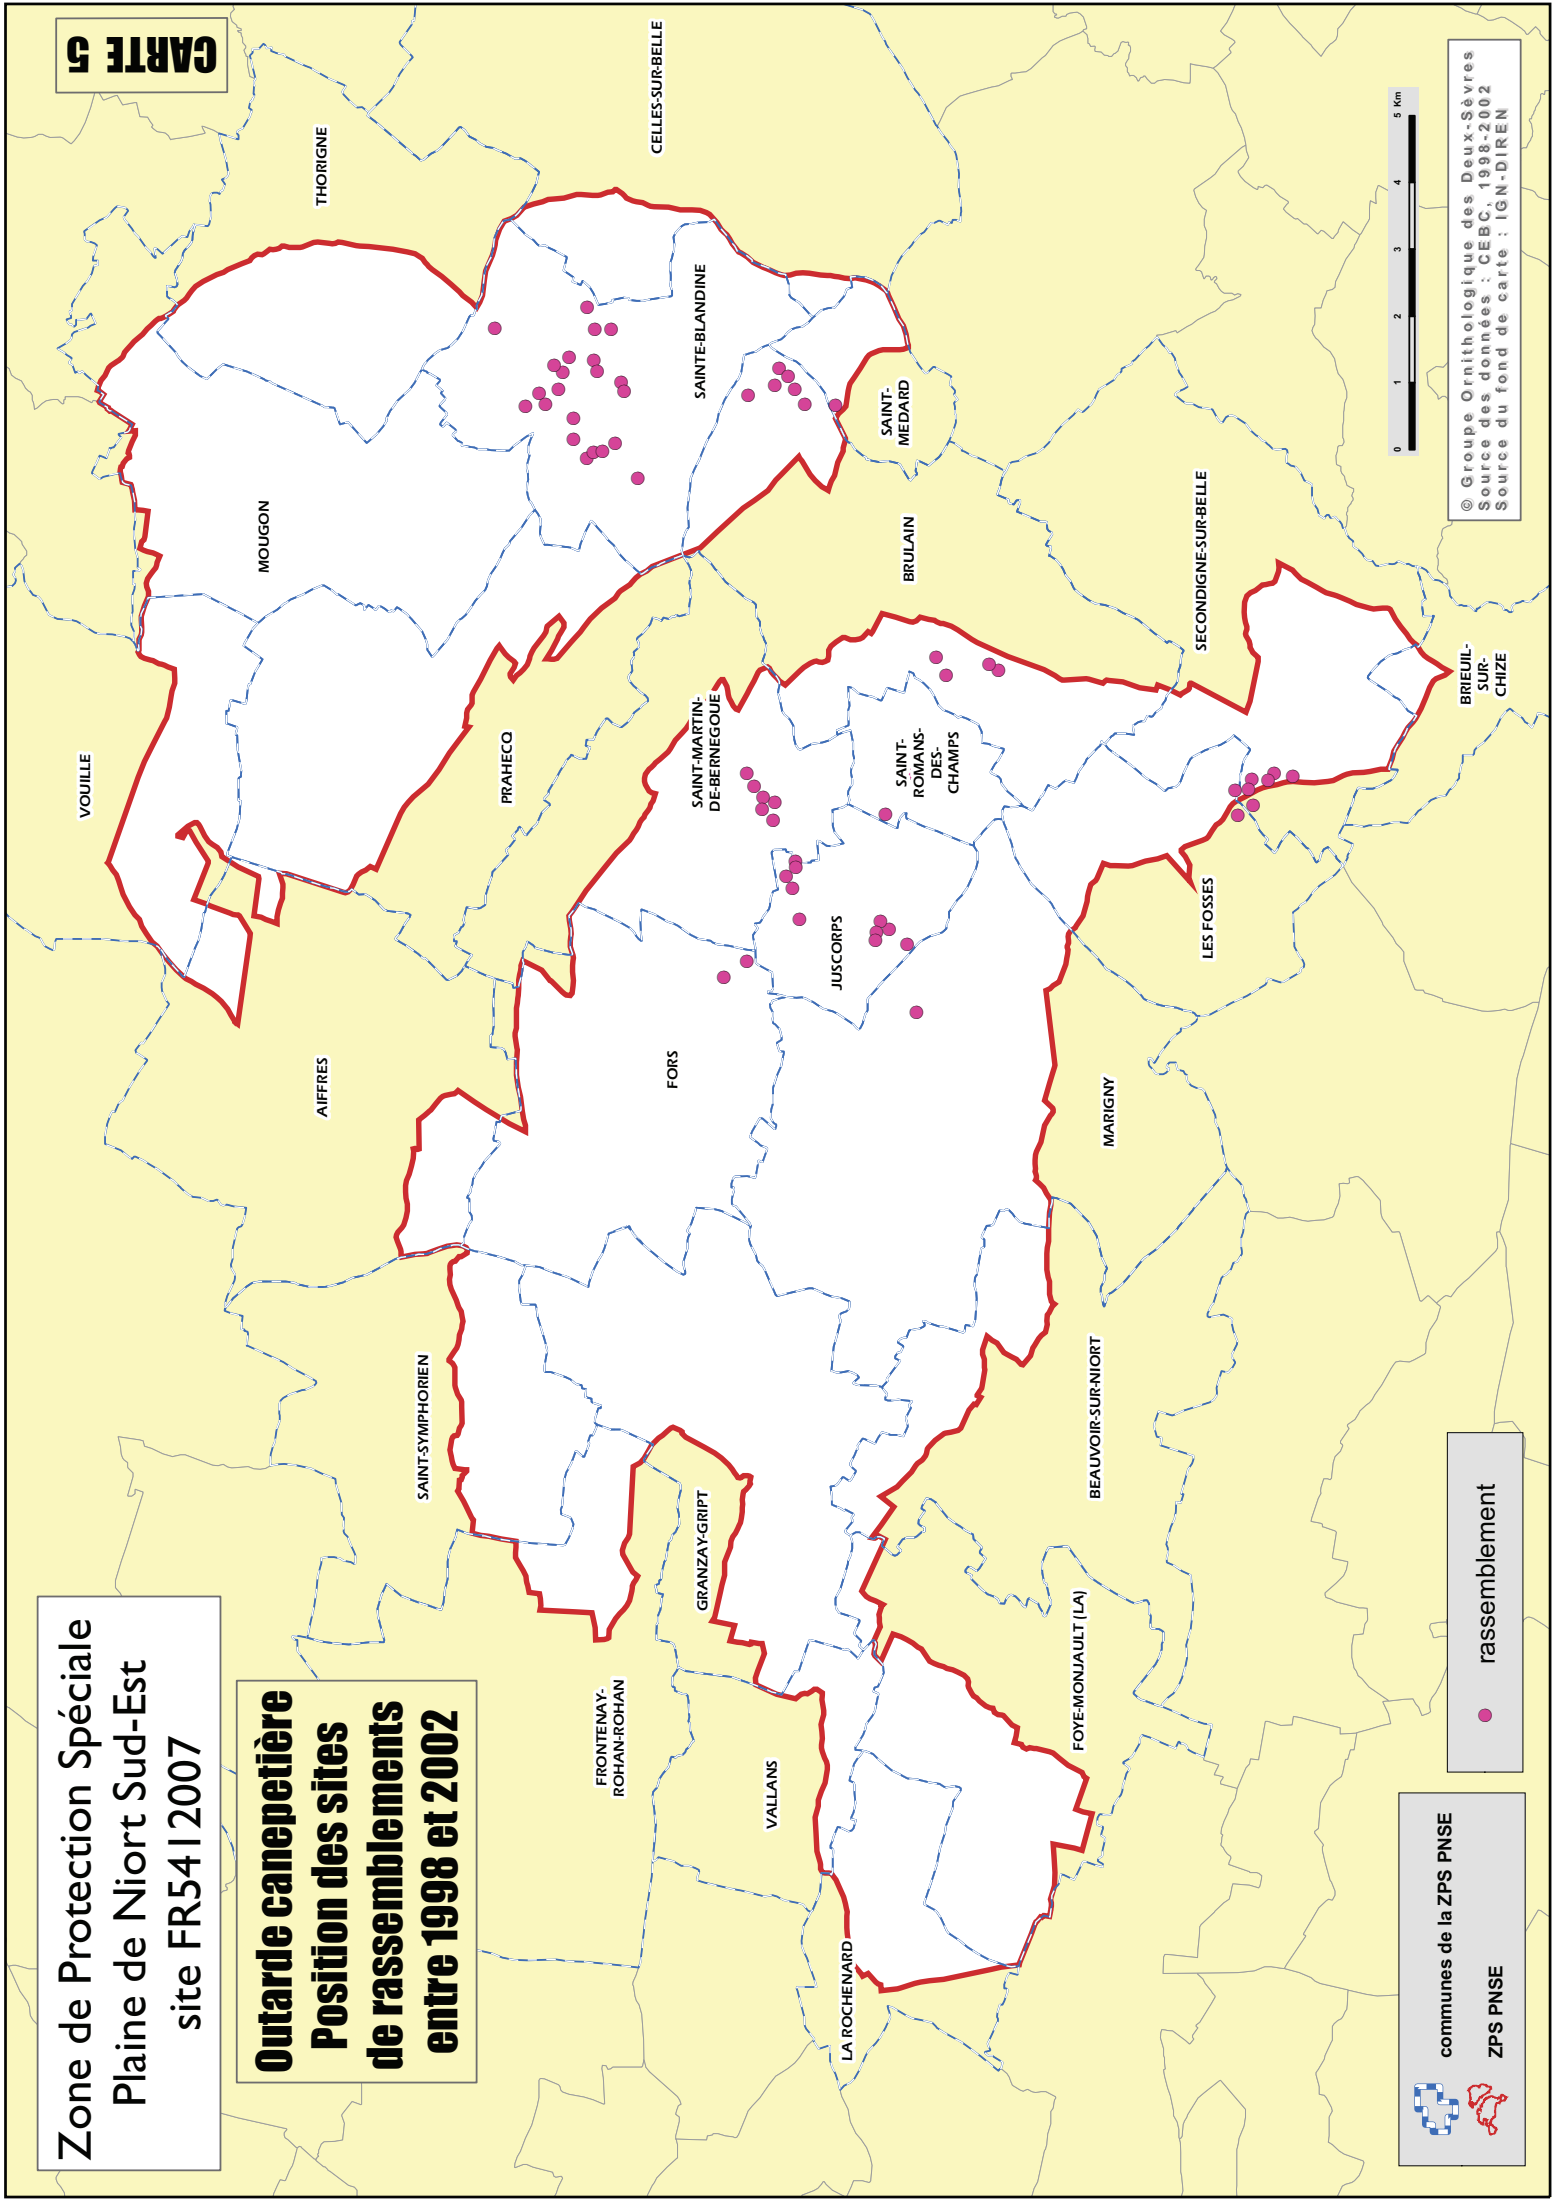 Zone de Protection Spéciale
Plaine de Niort Sud-Est
site FR5412007
Outarde canepetière
Position des sites
de rassemblements
entre 1998 et 2002
CARTE 5
VOUILLE
THORIGNE
MOUGON
AIFFRES
CELLES-SUR-BELLE
SAINTE-BLANDINE
PRAHECQ
SAINT-SYMPHORIEN
SAINT-MARTIN-
DE-BERNEGOUE
FORS
GRANZAY-GRIPT
FRONTENAY-
ROHAN-ROHAN
VALLANS
SAINT-
MEDARD
BRULAIN
SAINT-
ROMANS-
DES-
CHAMPS
JUSCORPS
LA ROCHENARD
SECONDIGNE-SUR-BELLE
LES FOSSES
MARIGNY
BEAUVOIR-SUR-NIORT
FOYE-MONJAULT (LA)
BRIEUIL-
SUR-
CHIZE
communes de la ZPS PNSE
ZPS PNSE
rassemblement
0 1 2 3 4 5 Km
© Groupe Ornithologique des Deux-Sèvres
Source des données : CEBC, 1998-2002
Source du fond de carte : IGN-DIREN